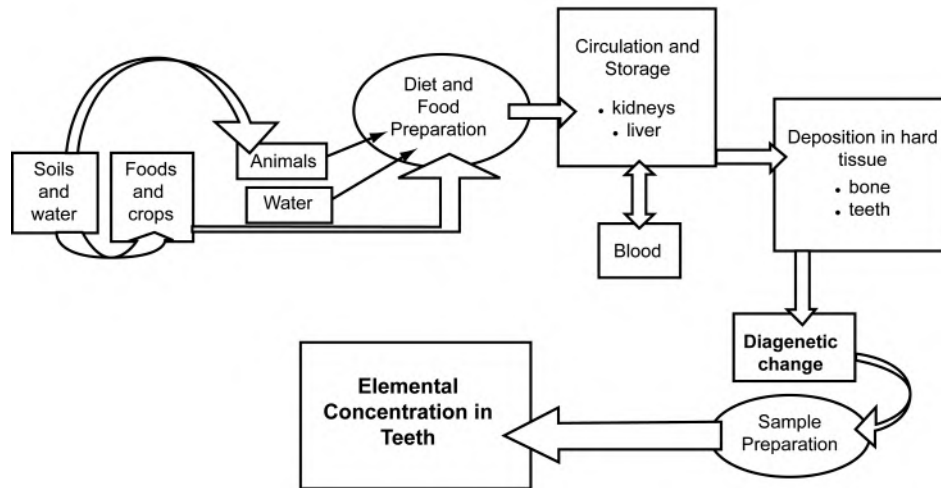 Soils
and
water
Foods
and
crops
Animals
Water
Diet and
Food
Preparation
Circulation and
Storage
• kidneys
• liver
Blood
Deposition in hard
tissue
• bone
• teeth
Diagenetic
change
Sample
Preparation
Elemental
Concentration in
Teeth